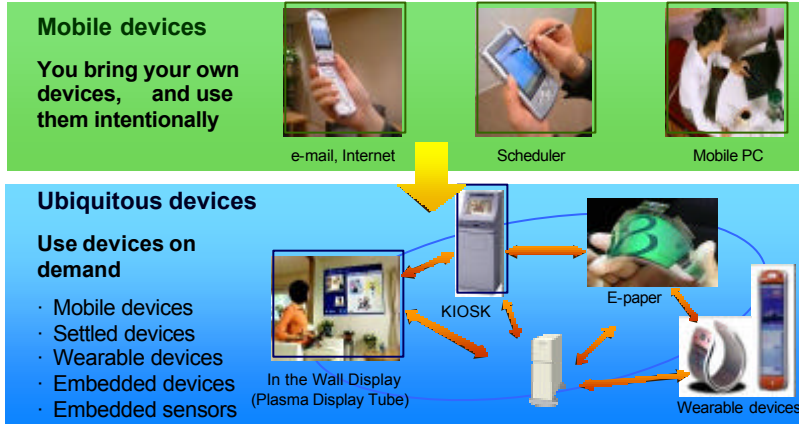 Mobile devices
You bring your own
devices, and use
them intentionally
e-mail, Internet
Scheduler
Mobile PC
Ubiquitous devices
Use devices on
demand
· Mobile devices
· Settled devices
· Wearable devices
· Embedded devices
· Embedded sensors
In the Wall Display
(Plasma Display Tube)
KIOSK
E-paper
Wearable devices